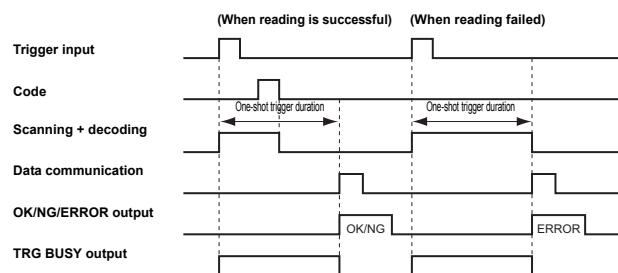 (When reading is successful) (When reading failed)
Trigger input
Code
One-shot trigger duration One-shot trigger duration
Scanning + decoding
Data communication
OK/NG/ERROR output
OK/NG ERROR
TRG BUSY output